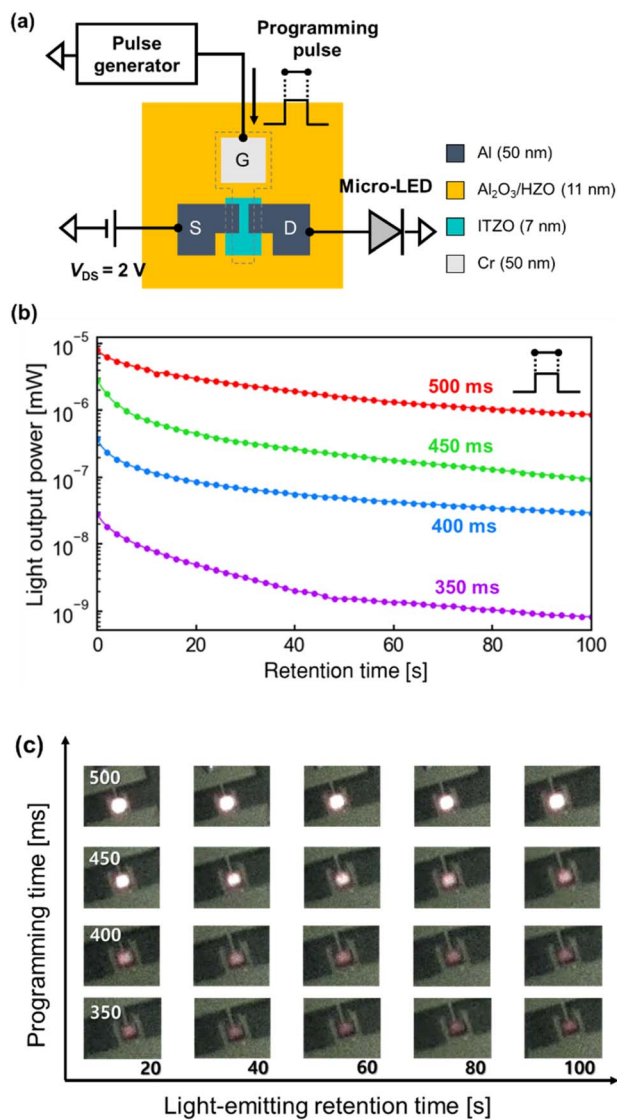 (a)
Programming
pulse
Pulse
generator
G
Micro-LED
S
D
V_DS = 2 V
Al (50 nm)
Al₂O₃/HZO (11 nm)
ITZO (7 nm)
Cr (50 nm)
(b)
Light output power [mW]
10⁻⁵
10⁻⁶
10⁻⁷
10⁻⁸
10⁻⁹
500 ms
450 ms
400 ms
350 ms
0 20 40 60 80 100
Retention time [s]
(c)
Programming time [ms]
500
450
400
350
20 40 60 80 100
Light-emitting retention time [s]